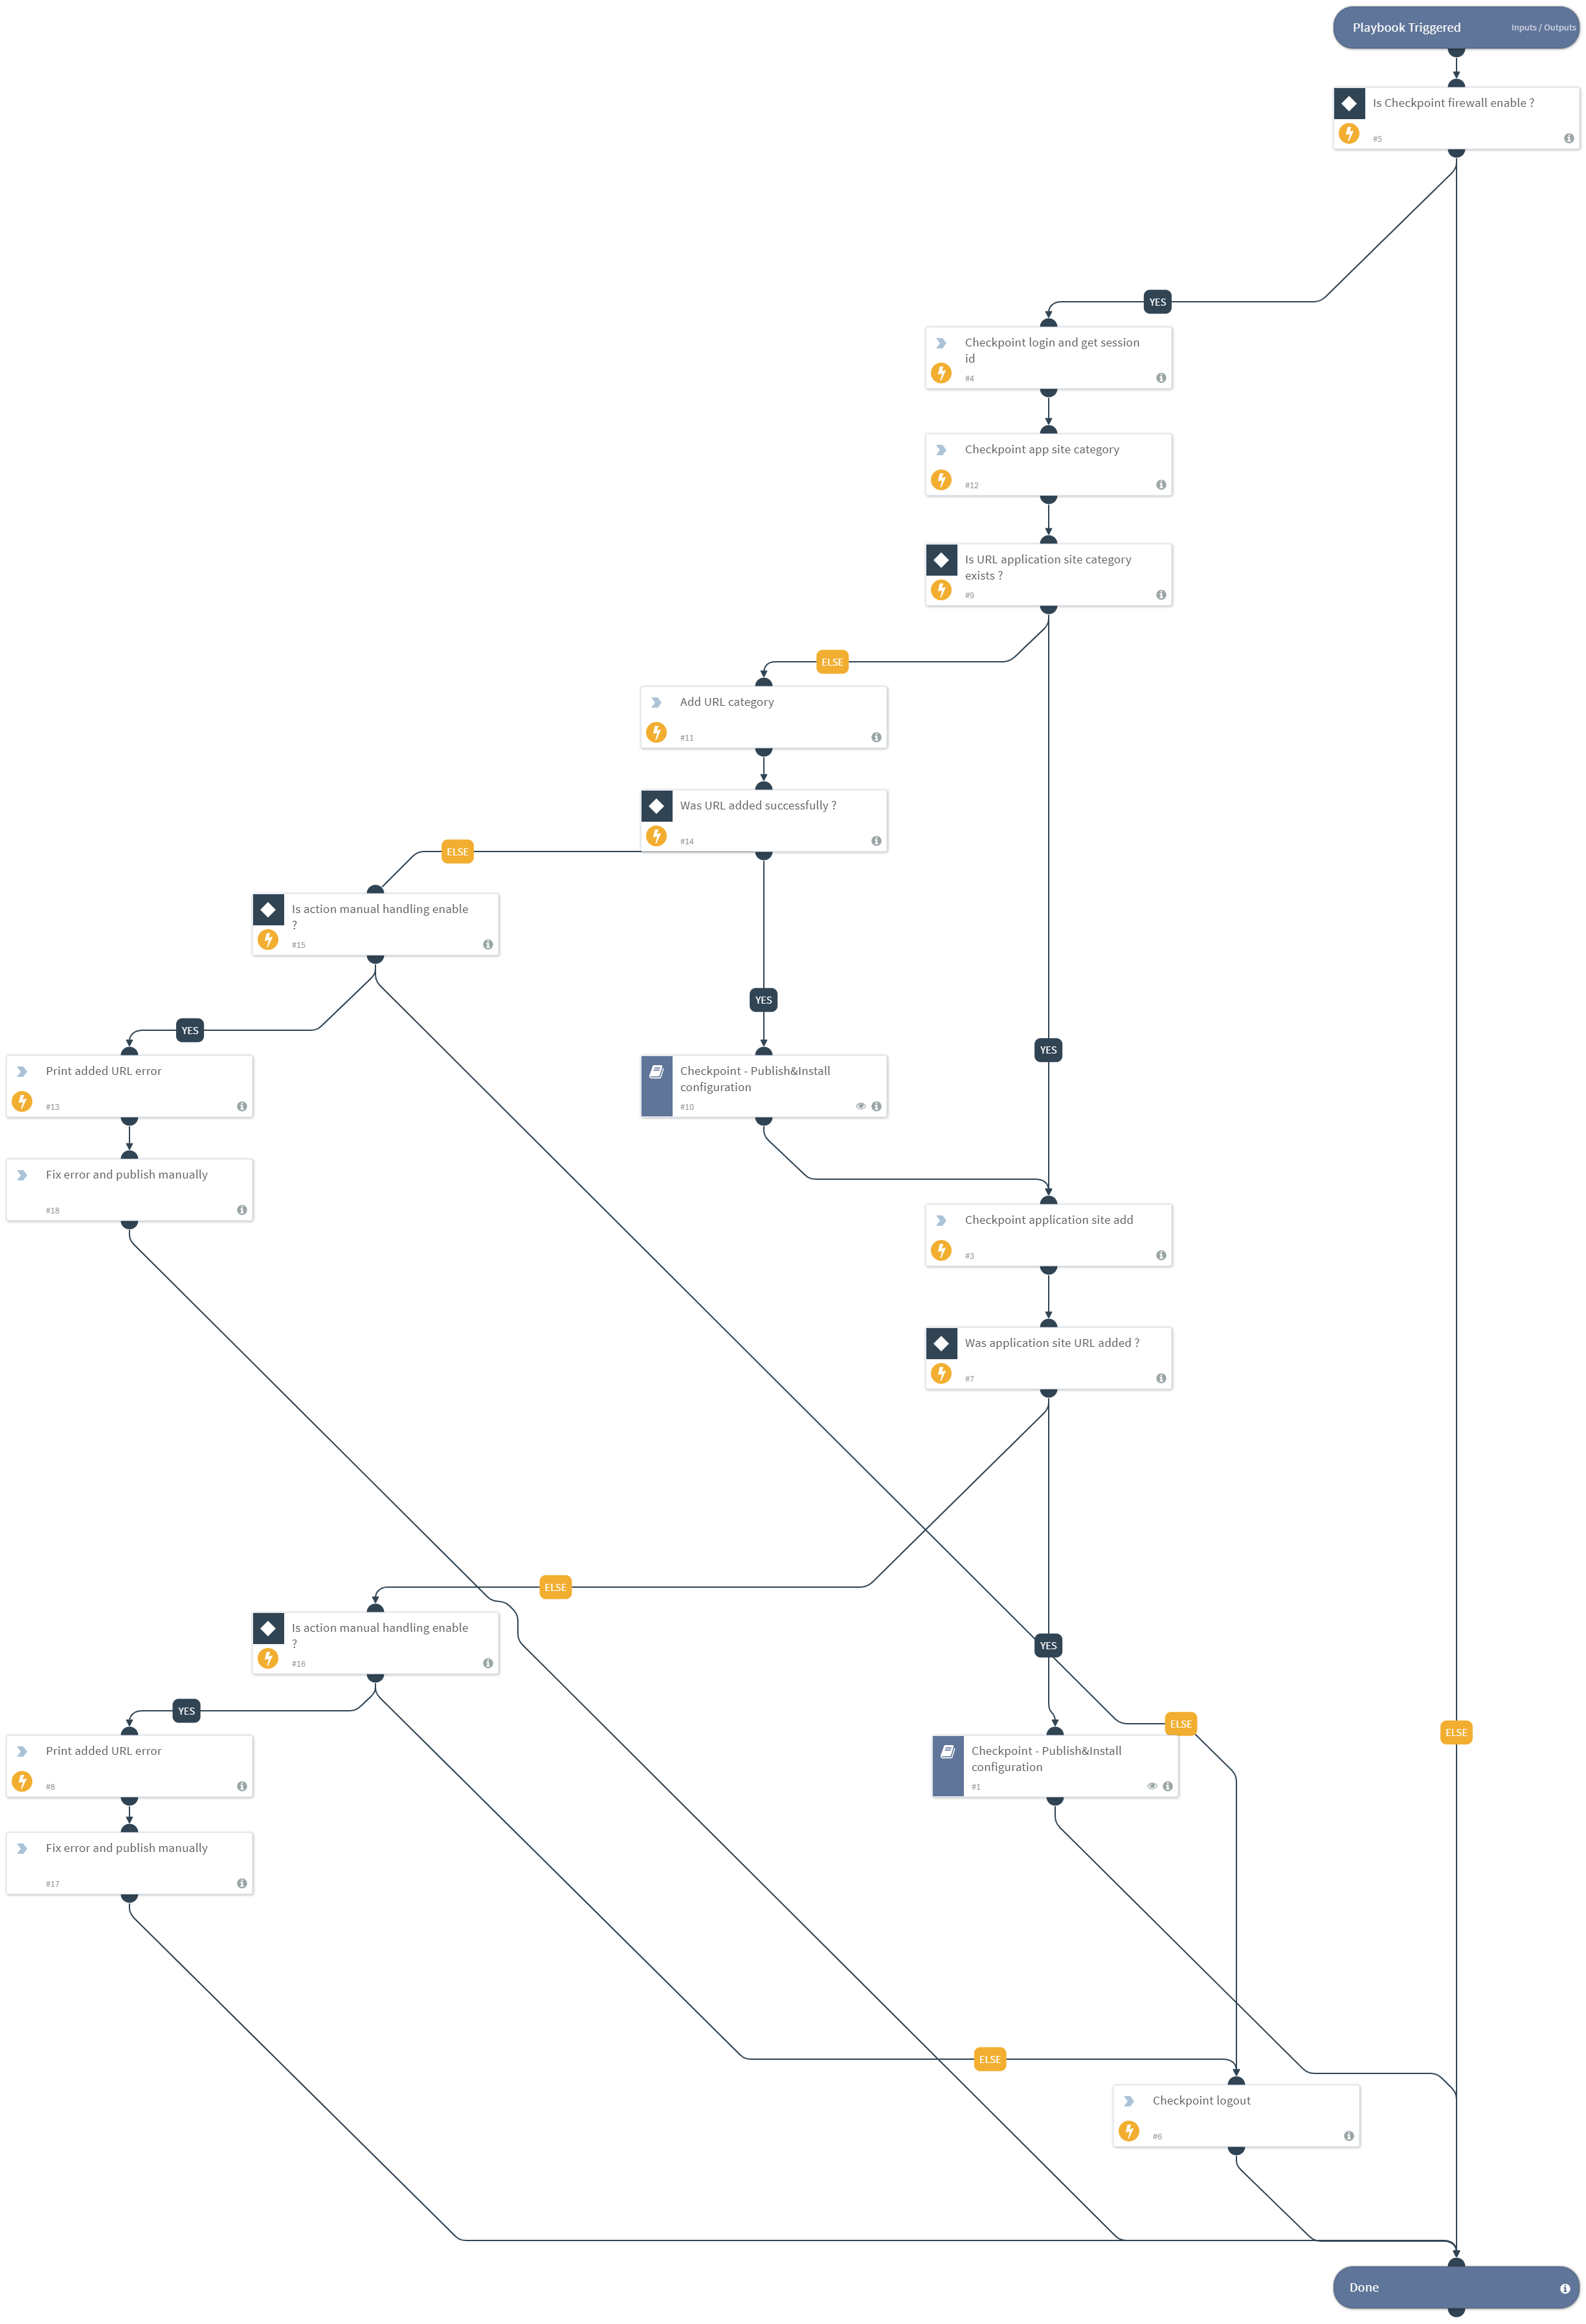 Playbook Triggered
Inputs / Outputs
Is Checkpoint firewall enable ?
#5
YES
Checkpoint login and get session
id
#4
Checkpoint app site category
#12
Is URL application site category
exists ?
#9
ELSE
Add URL category
#11
Was URL added successfully ?
#14
ELSE
Is action manual handling enable
?
#15
YES
YES
YES
Print added URL error
#13
Checkpoint - Publish&Install
configuration
#10
Fix error and publish manually
#18
Checkpoint application site add
#3
Was application site URL added ?
#7
ELSE
Is action manual handling enable
?
#16
YES
YES
ELSE
ELSE
Print added URL error
#8
Checkpoint - Publish&Install
configuration
#1
Fix error and publish manually
#17
ELSE
Checkpoint logout
#6
Done